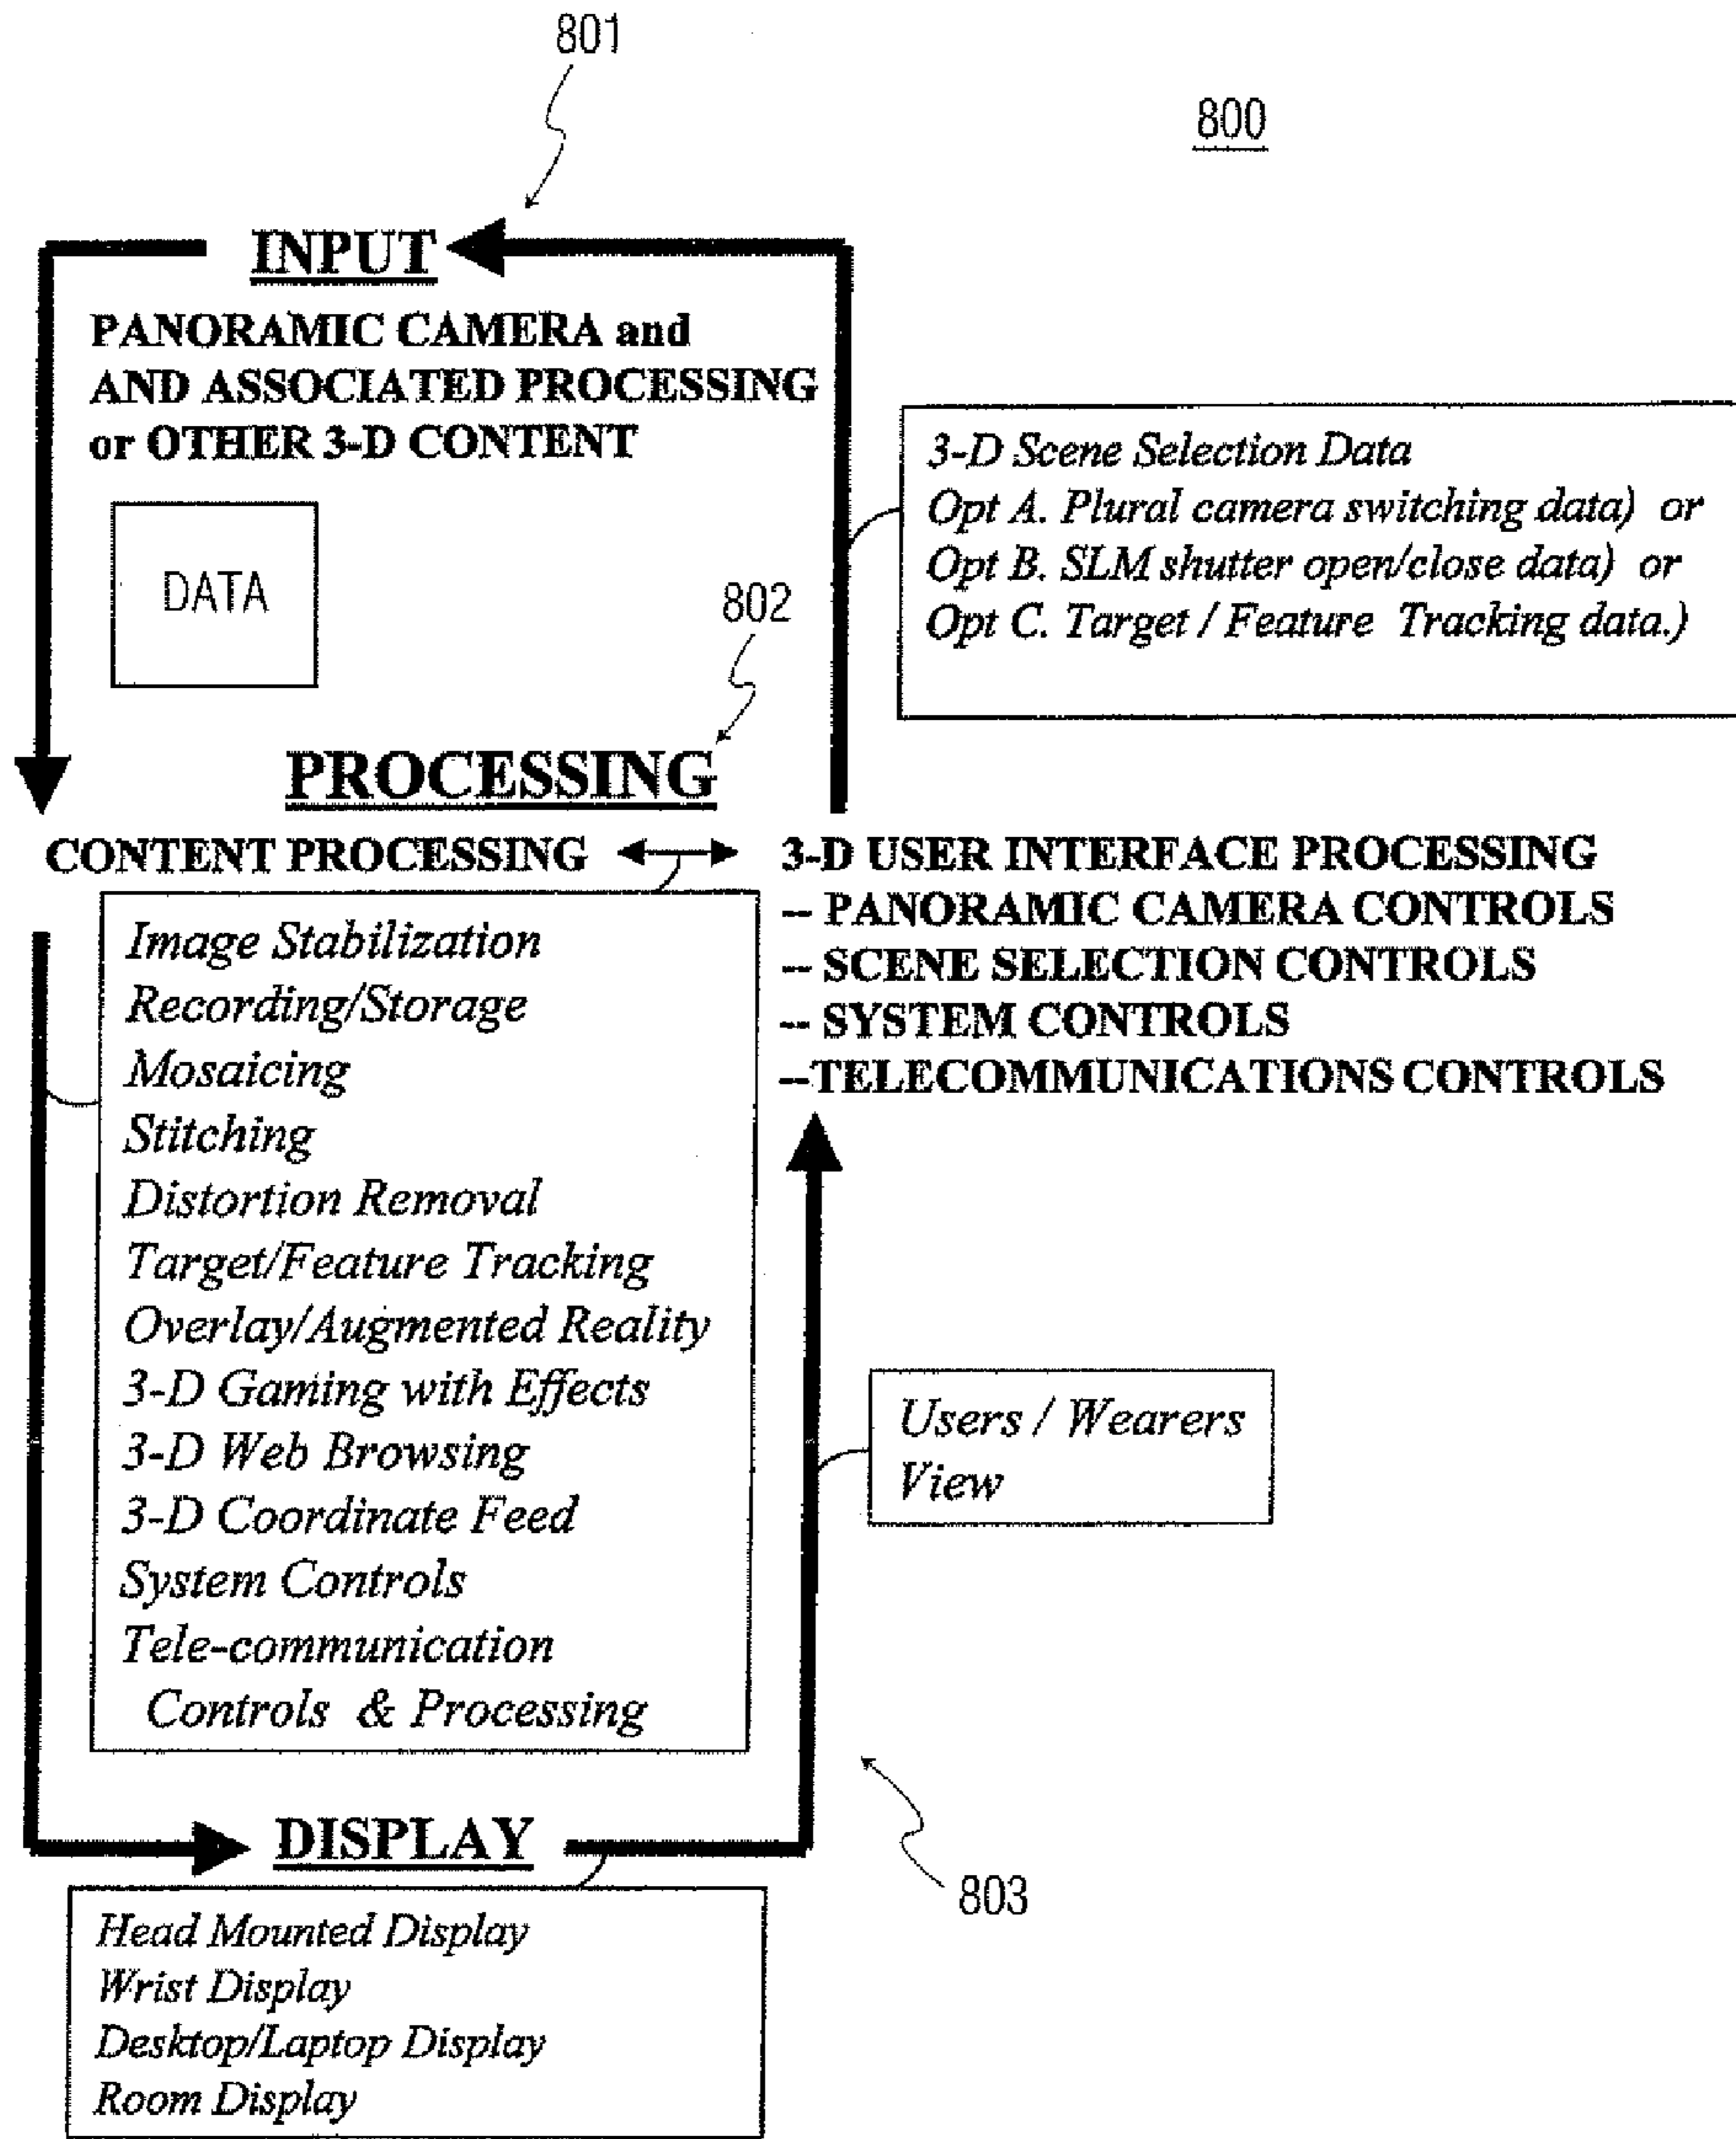 801
800
INPUT
PANORAMIC CAMERA and
AND ASSOCIATED PROCESSING
or OTHER 3-D CONTENT
DATA
3-D Scene Selection Data
Opt A. Plural camera switching data) or
Opt B. SLM shutter open/close data) or
Opt C. Target / Feature Tracking data.)
802
PROCESSING
CONTENT PROCESSING
3-D USER INTERFACE PROCESSING
-- PANORAMIC CAMERA CONTROLS
-- SCENE SELECTION CONTROLS
-- SYSTEM CONTROLS
--TELECOMMUNICATIONS CONTROLS
Image Stabilization
Recording/Storage
Mosaicing
Stitching
Distortion Removal
Target/Feature Tracking
Overlay/Augmented Reality
3-D Gaming with Effects
3-D Web Browsing
3-D Coordinate Feed
System Controls
Tele-communication
Controls & Processing
Users / Wearers
View
803
DISPLAY
Head Mounted Display
Wrist Display
Desktop/Laptop Display
Room Display